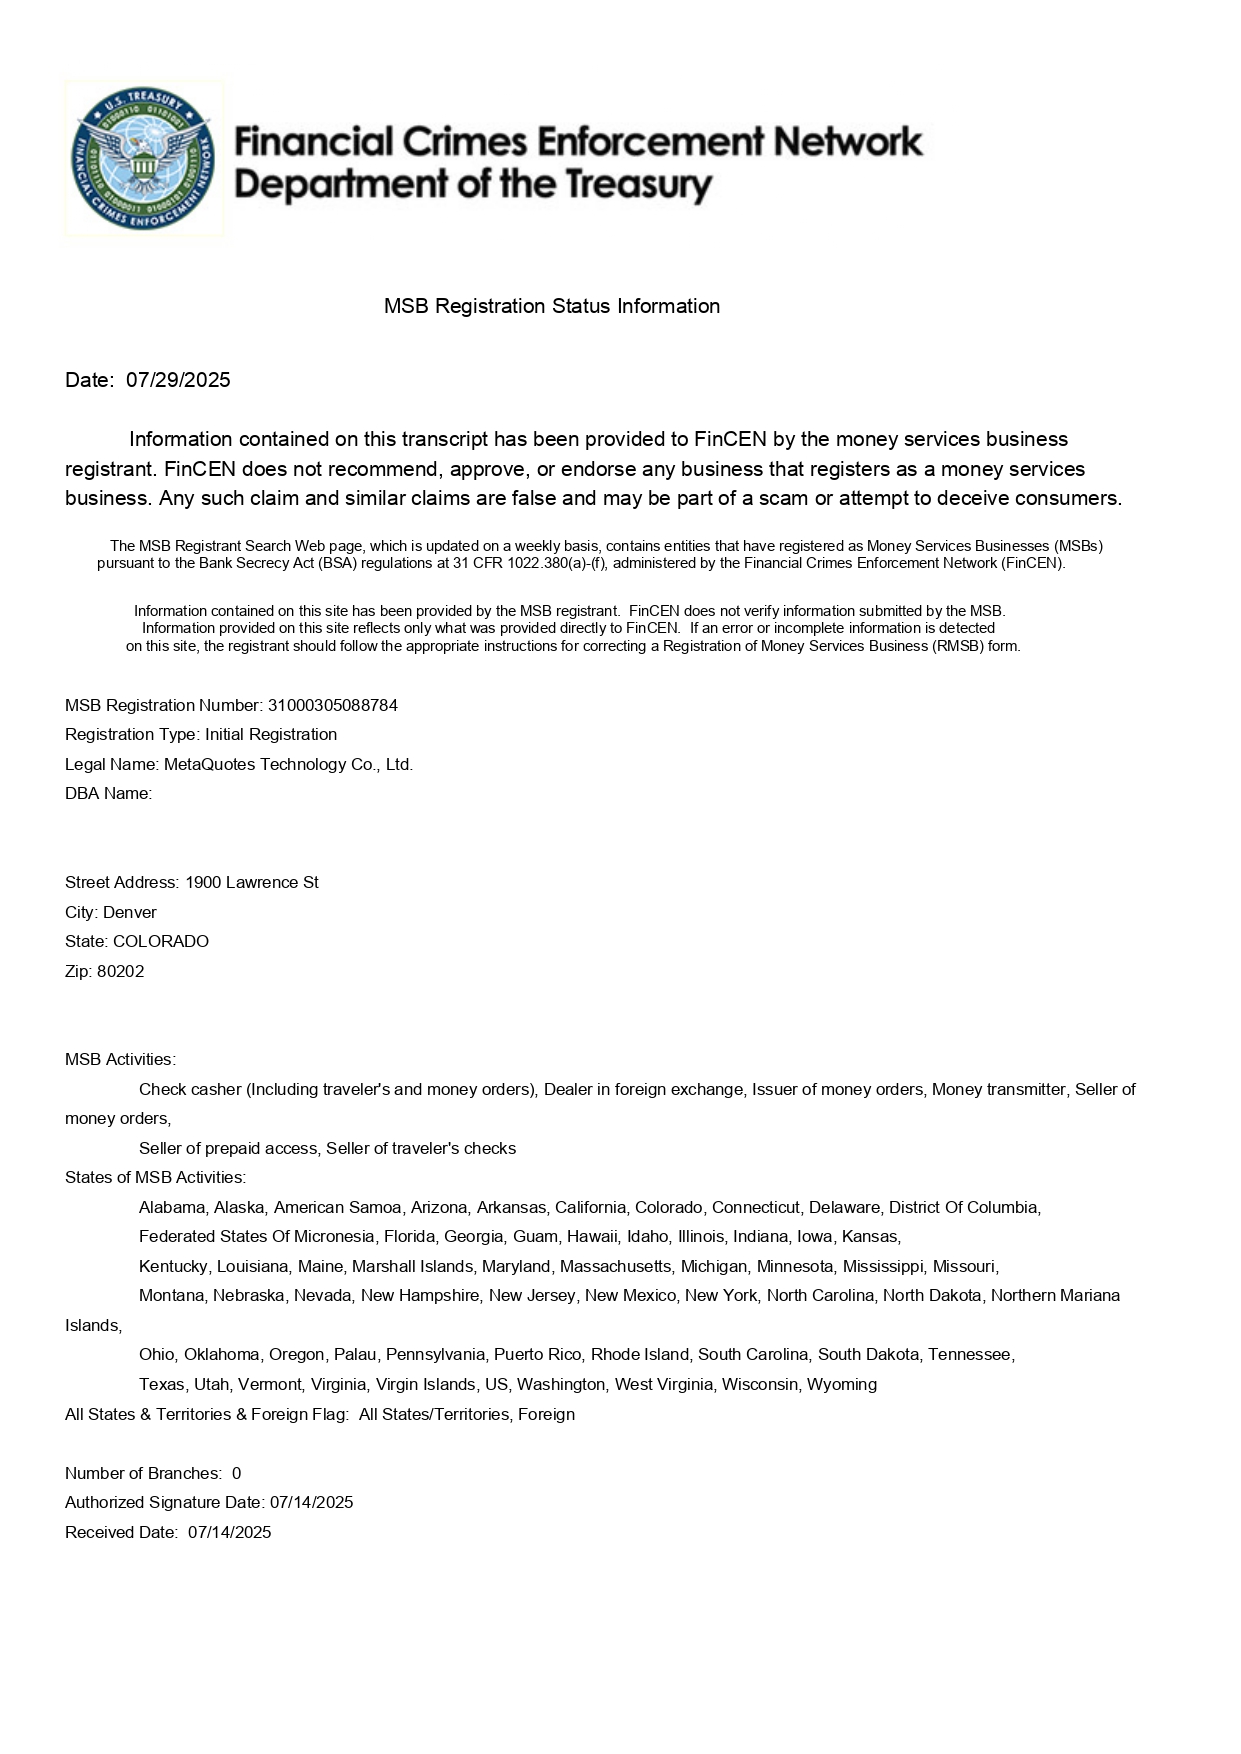 U.S. TREASURY
FINANCIAL CRIMES ENFORCEMENT NETWORK
Financial Crimes Enforcement Network
Department of the Treasury
MSB Registration Status Information
Date:  07/29/2025
Information contained on this transcript has been provided to FinCEN by the money services business
registrant. FinCEN does not recommend, approve, or endorse any business that registers as a money services
business. Any such claim and similar claims are false and may be part of a scam or attempt to deceive consumers.
The MSB Registrant Search Web page, which is updated on a weekly basis, contains entities that have registered as Money Services Businesses (MSBs)
pursuant to the Bank Secrecy Act (BSA) regulations at 31 CFR 1022.380(a)-(f), administered by the Financial Crimes Enforcement Network (FinCEN).
Information contained on this site has been provided by the MSB registrant.  FinCEN does not verify information submitted by the MSB.
Information provided on this site reflects only what was provided directly to FinCEN.  If an error or incomplete information is detected
on this site, the registrant should follow the appropriate instructions for correcting a Registration of Money Services Business (RMSB) form.
MSB Registration Number: 31000305088784
Registration Type: Initial Registration
Legal Name: MetaQuotes Technology Co., Ltd.
DBA Name:
Street Address: 1900 Lawrence St
City: Denver
State: COLORADO
Zip: 80202
MSB Activities:
Check casher (Including traveler's and money orders), Dealer in foreign exchange, Issuer of money orders, Money transmitter, Seller of
money orders,
Seller of prepaid access, Seller of traveler's checks
States of MSB Activities:
Alabama, Alaska, American Samoa, Arizona, Arkansas, California, Colorado, Connecticut, Delaware, District Of Columbia,
Federated States Of Micronesia, Florida, Georgia, Guam, Hawaii, Idaho, Illinois, Indiana, Iowa, Kansas,
Kentucky, Louisiana, Maine, Marshall Islands, Maryland, Massachusetts, Michigan, Minnesota, Mississippi, Missouri,
Montana, Nebraska, Nevada, New Hampshire, New Jersey, New Mexico, New York, North Carolina, North Dakota, Northern Mariana
Islands,
Ohio, Oklahoma, Oregon, Palau, Pennsylvania, Puerto Rico, Rhode Island, South Carolina, South Dakota, Tennessee,
Texas, Utah, Vermont, Virginia, Virgin Islands, US, Washington, West Virginia, Wisconsin, Wyoming
All States & Territories & Foreign Flag:  All States/Territories, Foreign
Number of Branches:  0
Authorized Signature Date: 07/14/2025
Received Date:  07/14/2025